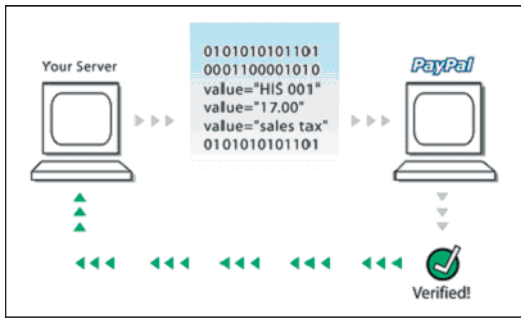 Your Server
0101010101101
0001100001010
value="HIS 001"
value="17.00"
value="sales tax"
0101010101101
PayPal
Verified!